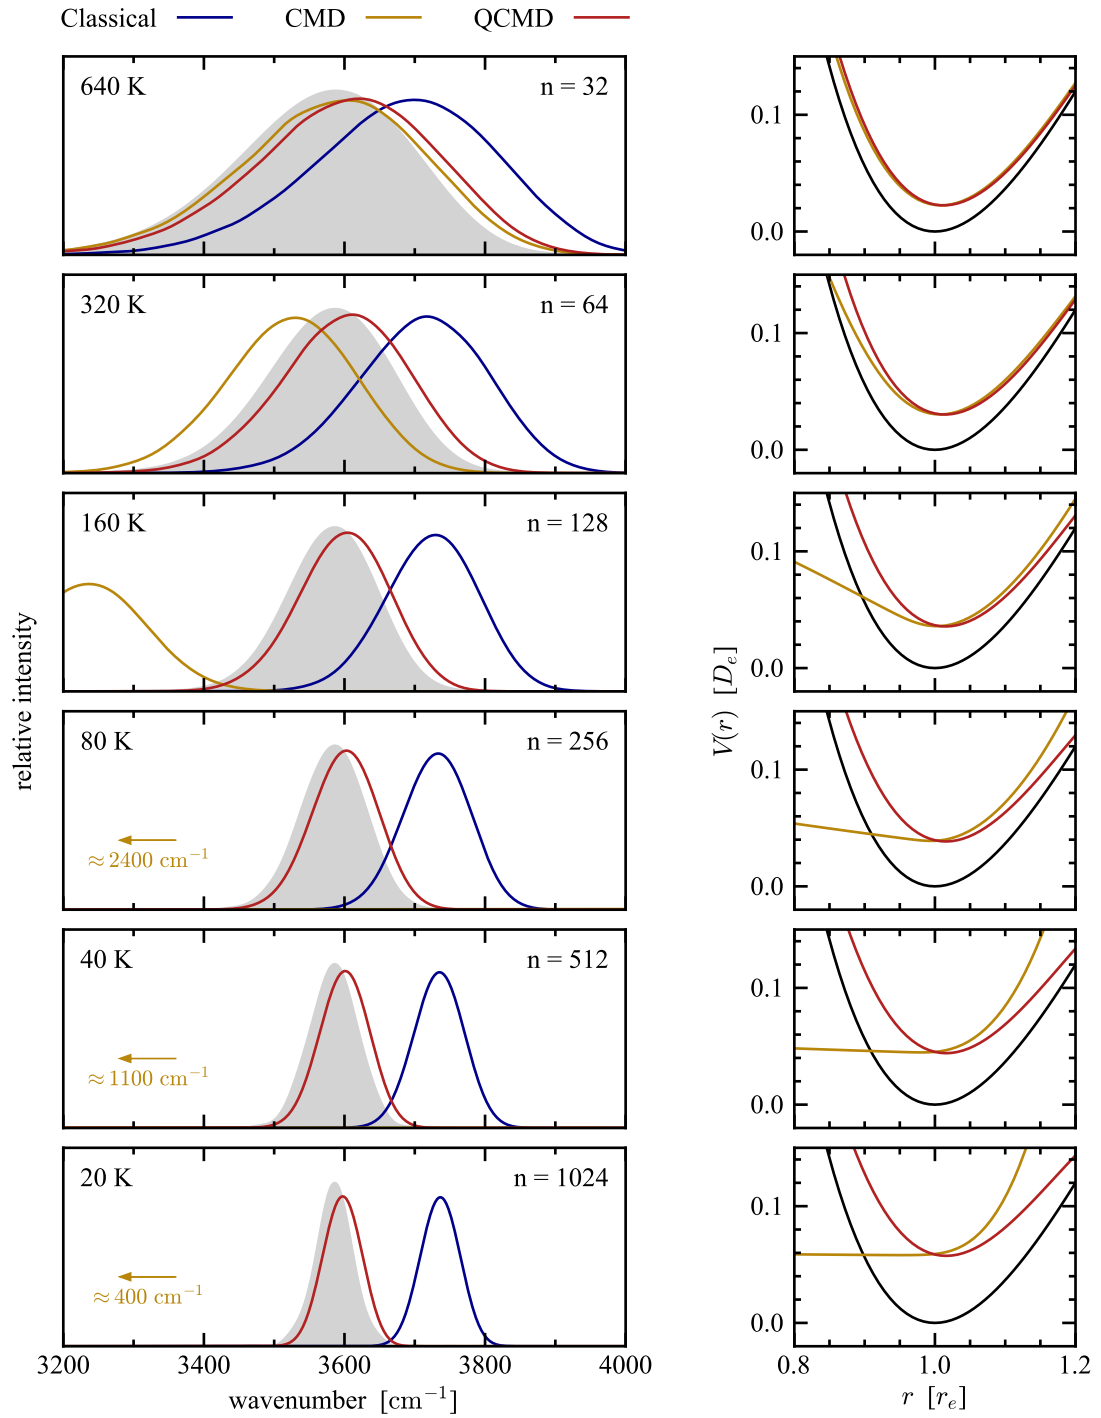 Classical CMD QCMD
640 K n = 32
0.1
0.0
320 K n = 64
0.1
0.0
160 K n = 128
0.1
0.0
80 K n = 256
≈ 2400 cm⁻¹
0.1
0.0
40 K n = 512
≈ 1100 cm⁻¹
0.1
0.0
20 K n = 1024
≈ 400 cm⁻¹
0.1
0.0
3200 3400 3600 3800 4000
0.8 1.0 1.2
wavenumber [cm⁻¹]
r [rₑ]
relative intensity
V(r) [Dₑ]